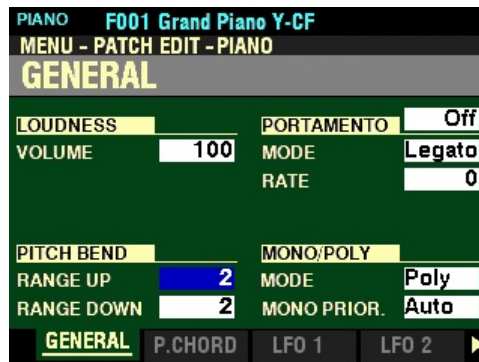 PIANO F001 Grand Piano Y-CF
MENU - PATCH EDIT - PIANO
GENERAL
LOUDNESS
VOLUME 100
PORTAMENTO Off
MODE Legato
RATE 0
PITCH BEND
RANGE UP 2
RANGE DOWN 2
MONO/POLY
MODE Poly
MONO PRIOR. Auto
GENERAL P.CHORD LFO 1 LFO 2